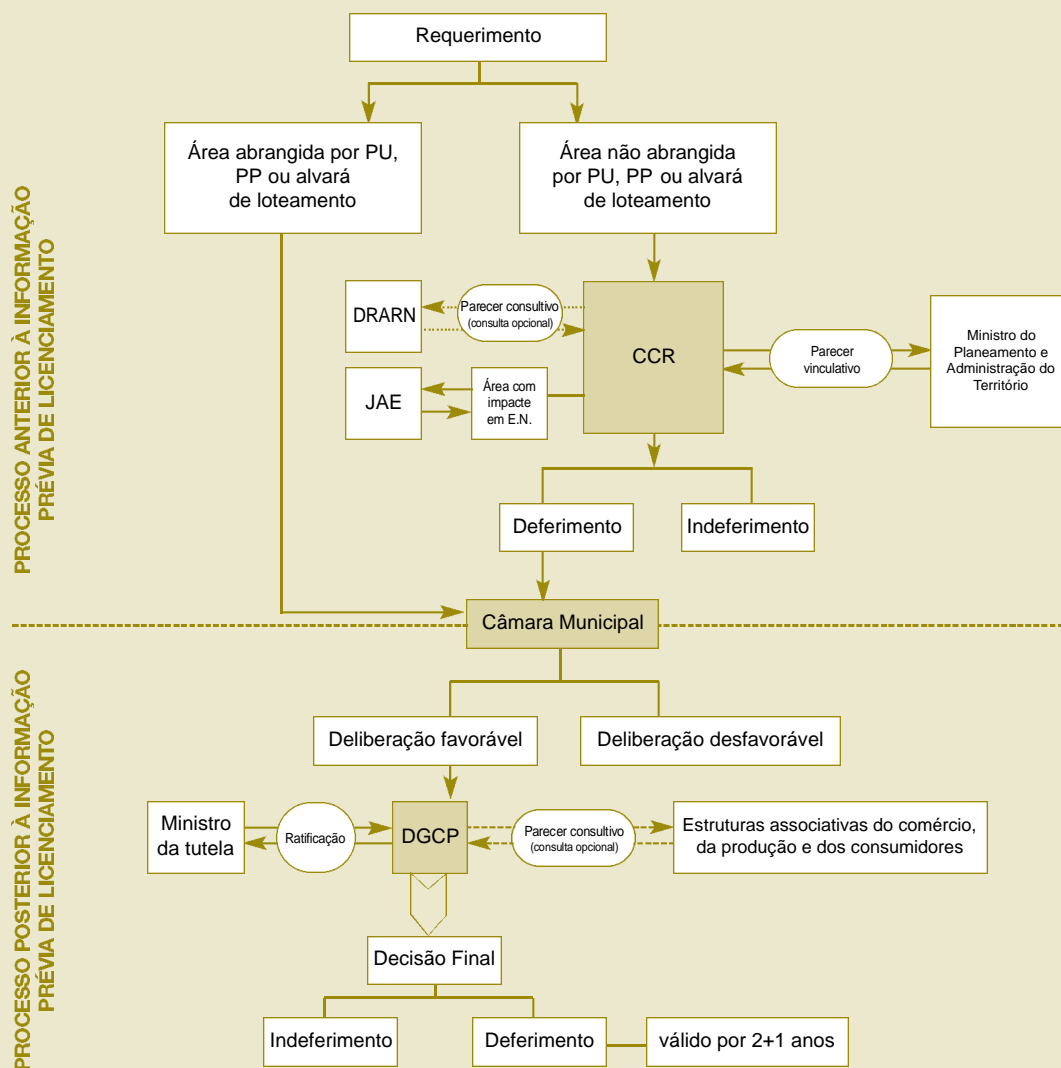 Requerimento
Área abrangida por PU,
PP ou alvará
de loteamento
Área não abrangida
por PU, PP ou alvará
de loteamento
PROCESSO ANTERIOR À INFORMAÇÃO
PRÉVIA DE LICENCIAMENTO
DRARN
Parecer consultivo
(consulta opcional)
CCR
Parecer
vinculativo
Ministro do
Planeamento e
Administração do
Território
JAE
Área com
impacte
em E.N.
Deferimento
Indeferimento
Câmara Municipal
PROCESSO POSTERIOR À INFORMAÇÃO
PRÉVIA DE LICENCIAMENTO
Deliberação favorável
Deliberação desfavorável
Ministro
da tutela
Ratificação
DGCP
Parecer consultivo
(consulta opcional)
Estruturas associativas do comércio,
da produção e dos consumidores
Decisão Final
Indeferimento
Deferimento
válido por 2+1 anos